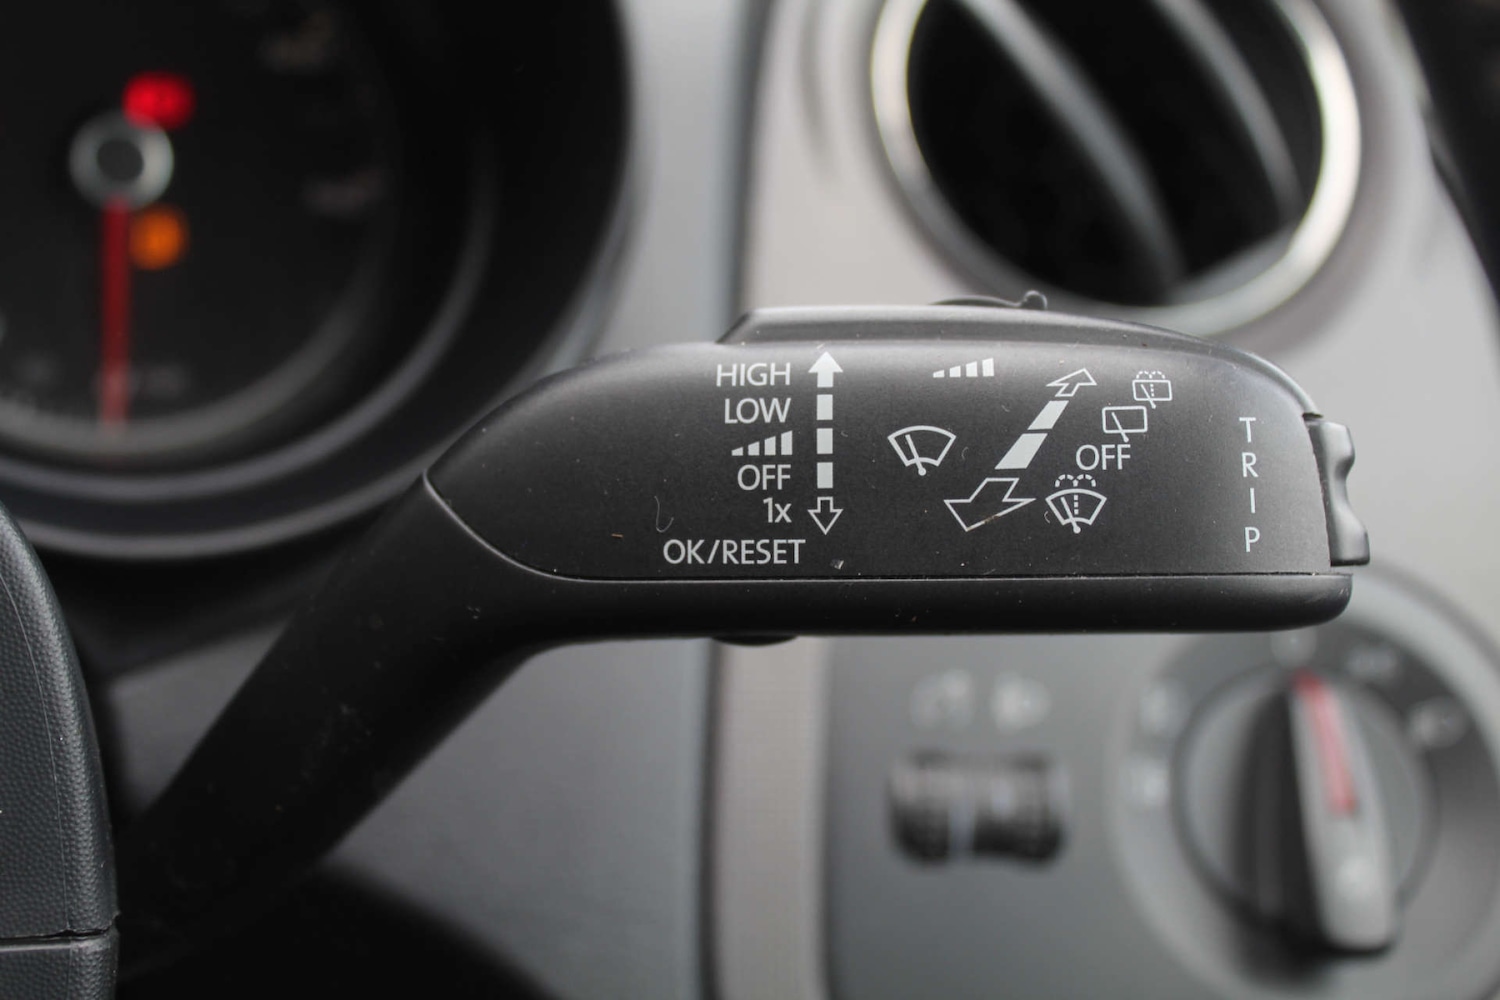 HIGH
LOW
OFF
1x
OK/RESET
OFF
TRIP